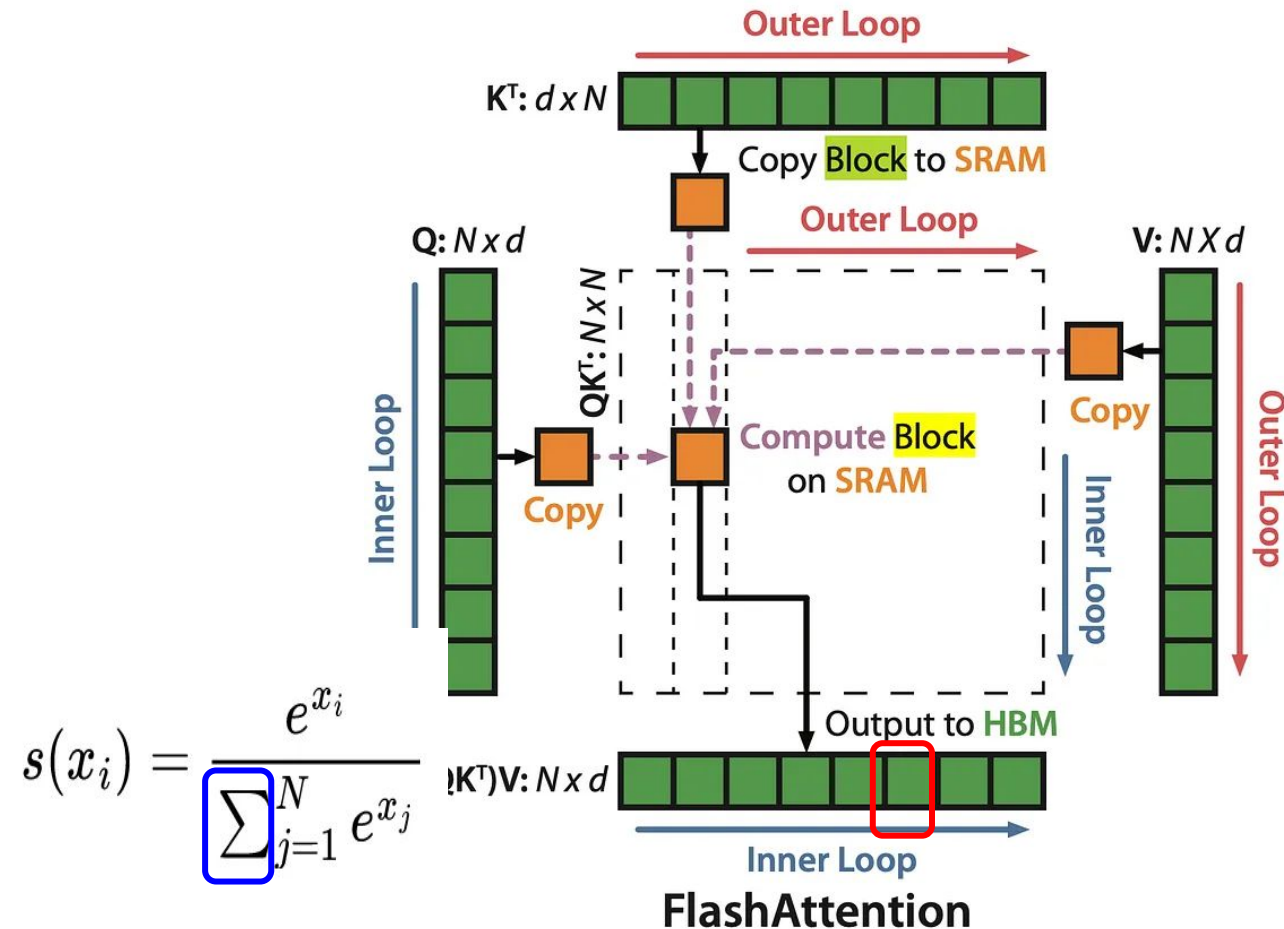 Outer Loop
Kᵀ: d x N
Copy Block to SRAM
Outer Loop
Q: N x d
V: N X d
QKᵀ: N x N
Inner Loop
Copy
Compute Block
on SRAM
Copy
Inner Loop
Outer Loop
Output to HBM
s(xᵢ) = e^{xᵢ} / ∑_{j=1}^{N} e^{xⱼ}
QKᵀ)V: N x d
Inner Loop
FlashAttention